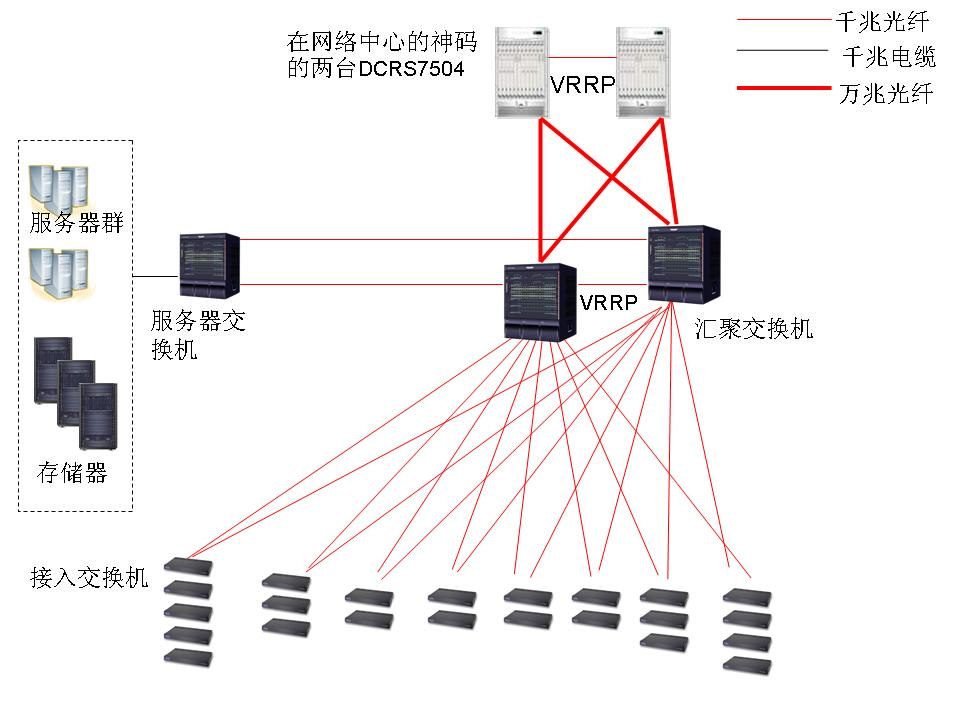 在网络中心的神码
的两台DCRS7504
VRRP
千兆光纤
千兆电缆
万兆光纤
服务器群
服务器交
换机
VRRP
汇聚交换机
存储器
接入交换机